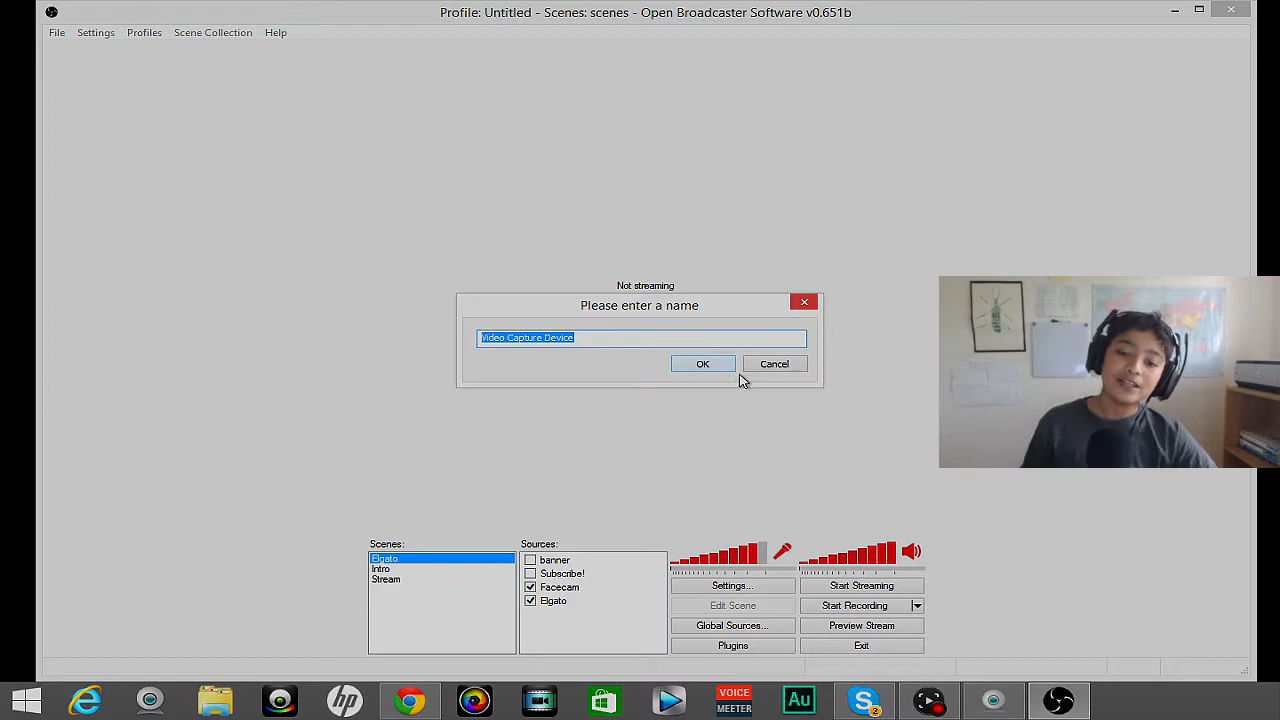 Profile: Untitled - Scenes: scenes - Open Broadcaster Software v0.651b
File Settings Profiles Scene Collection Help
Not streaming
Please enter a name
Video Capture Device
OK Cancel
Scenes:
Elgato
Intro
Stream
Sources:
banner
Subscribe!
Facecam
Elgato
Settings... Start Streaming
Edit Scene Start Recording
Global Sources... Preview Stream
Plugins Exit
hp
VOICE
MEETER
Au
2